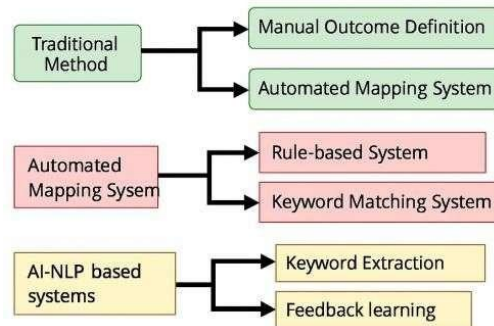 Traditional
Method
Manual Outcome Definition
Automated Mapping System
Automated
Mapping Sysem
Rule-based System
Keyword Matching System
AI-NLP based
systems
Keyword Extraction
Feedback learning